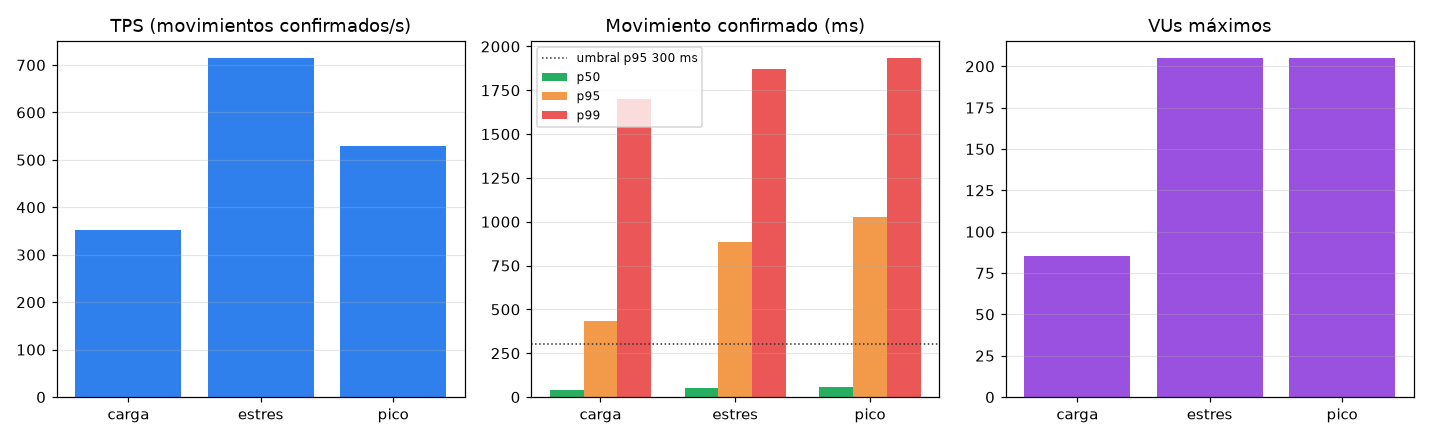 TPS (movimientos confirmados/s)
700
600
500
400
300
200
100
0
carga estres pico
Movimiento confirmado (ms)
2000
1750
1500
1250
1000
750
500
250
0
umbral p95 300 ms
p50
p95
p99
carga estres pico
VUs máximos
200
175
150
125
100
75
50
25
0
carga estres pico